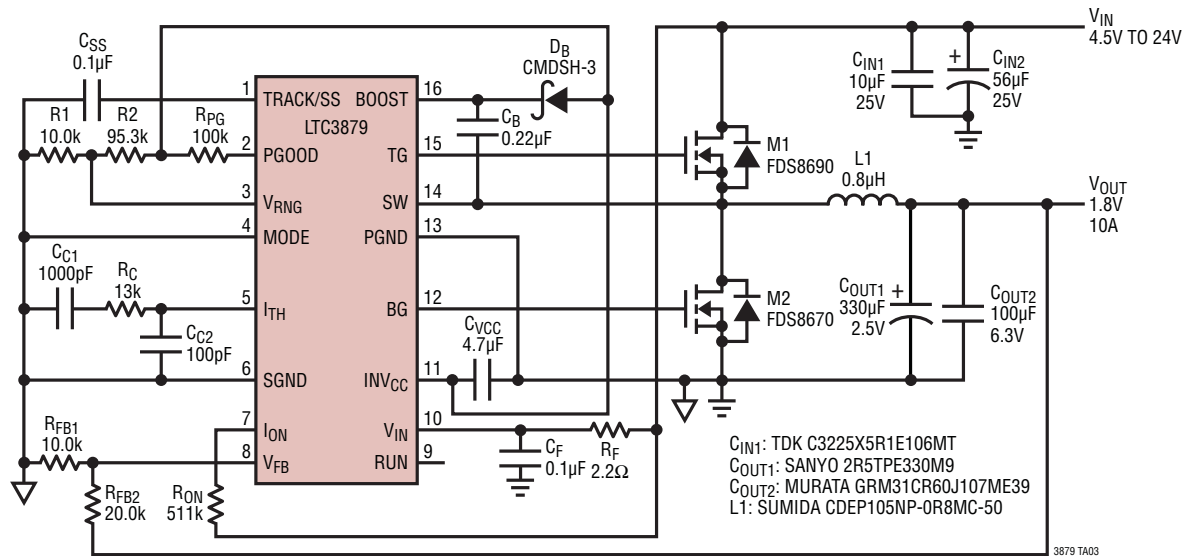 C_SS
0.1µF
R1
10.0k
R2
95.3k
R_PG
100k
C_C1
1000pF
R_C
13k
C_C2
100pF
R_FB1
10.0k
R_FB2
20.0k
R_ON
511k
LTC3879
1 TRACK/SS
2 PGOOD
3 V_RNG
4 MODE
5 I_TH
6 SGND
7 I_ON
8 V_FB
BOOST 16
TG 15
SW 14
PGND 13
BG 12
INV_CC 11
V_IN 10
RUN 9
D_B
CMDSH-3
C_B
0.22µF
C_VCC
4.7µF
C_F
0.1µF
R_F
2.2Ω
M1
FDS8690
M2
FDS8670
L1
0.8µH
V_IN
4.5V TO 24V
C_IN1
10µF
25V
+
C_IN2
56µF
25V
V_OUT
1.8V
10A
C_OUT1
330µF
2.5V
+
C_OUT2
100µF
6.3V
C_IN1: TDK C3225X5R1E106MT
C_OUT1: SANYO 2R5TPE330M9
C_OUT2: MURATA GRM31CR60J107ME39
L1: SUMIDA CDEP105NP-0R8MC-50
3879 TA03